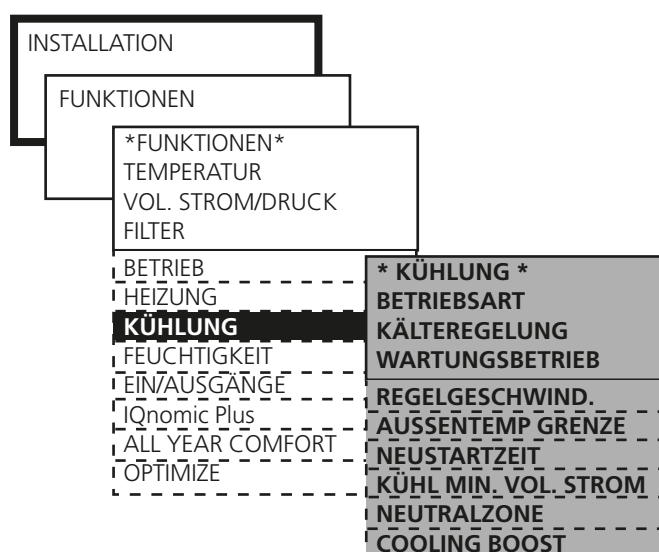 INSTALLATION
FUNKTIONEN
*FUNKTIONEN*
TEMPERATUR
VOL. STROM/DRUCK
FILTER
BETRIEB
HEIZUNG
KÜHLUNG
FEUCHTIGKEIT
EIN/AUSGÄNGE
IQnomic Plus
ALL YEAR COMFORT
OPTIMIZE
* KÜHLUNG *
BETRIEBSART
KÄLTEREGELUNG
WARTUNGSBETRIEB
REGELGESCHWIND.
AUSSENTEMP GRENZE
NEUSTARTZEIT
KÜHL MIN. VOL. STROM
NEUTRALZONE
COOLING BOOST